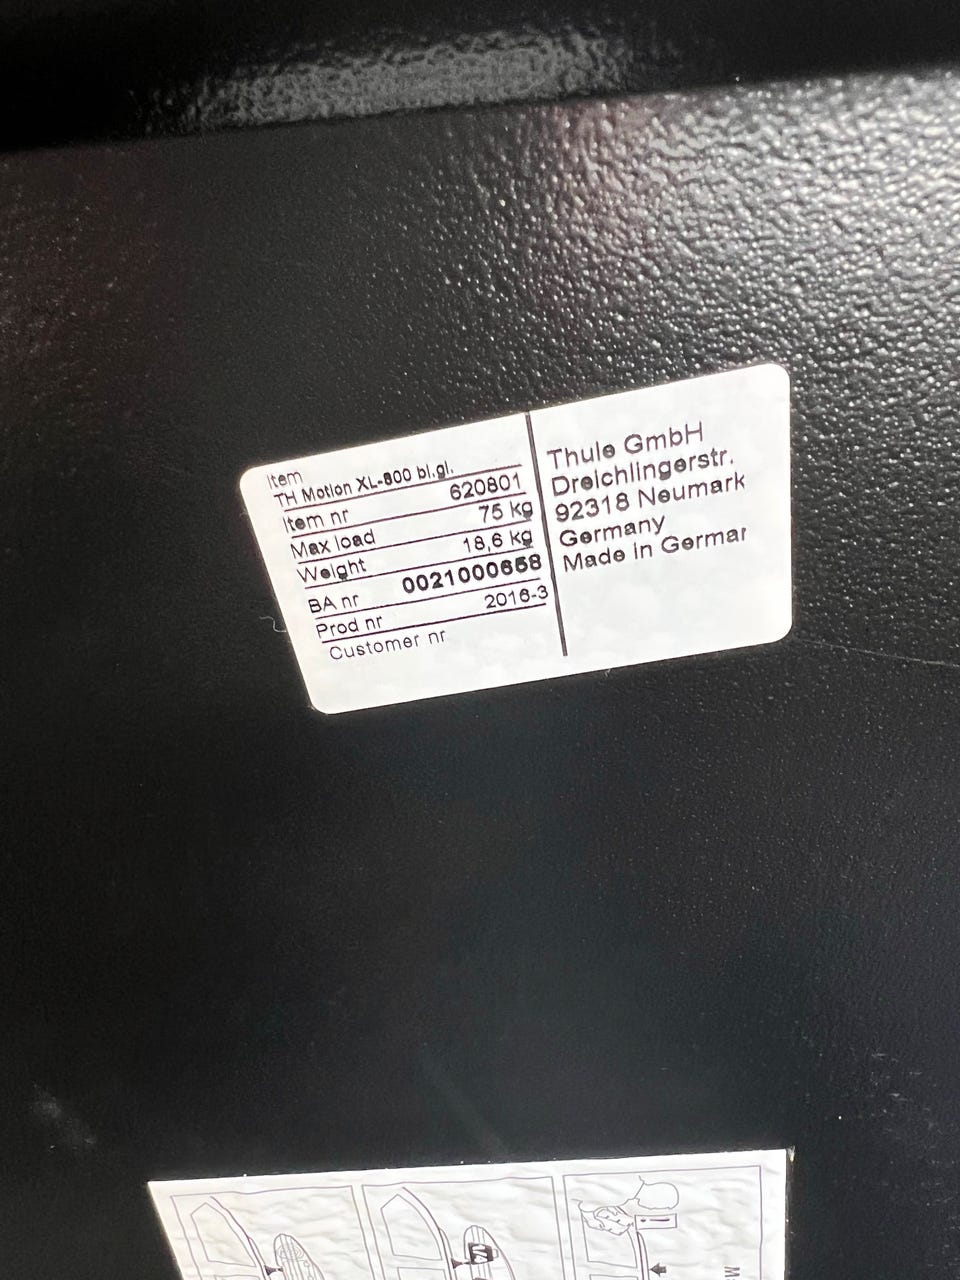 Item
TH Motion XL-800 bl.gl.
Item nr 620801
Max load 75 kg
Weight 18,6 kg
BA nr 0021000658
Prod nr 2016-3
Customer nr
Thule GmbH
Dreichlingerstr.
92318 Neumark
Germany
Made in German
M